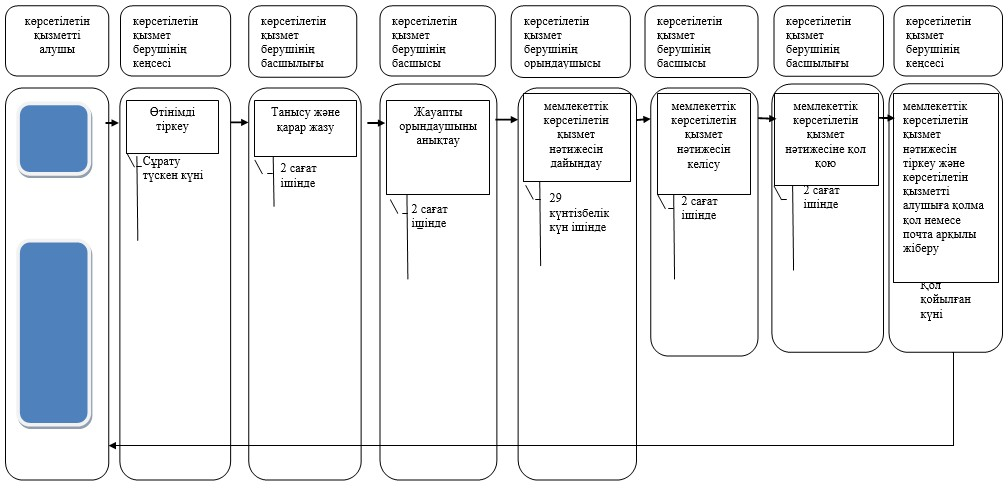 көрсетілетін
қызметті
алушы
көрсетілетін
қызмет
берушінің
кеңсесі
көрсетілетін
қызмет
берушінің
басшылығы
көрсетілетін
қызмет
берушінің
басшысы
көрсетілетін
қызмет
берушінің
орындаушысы
көрсетілетін
қызмет
берушінің
басшысы
көрсетілетін
қызмет
берушінің
басшылығы
көрсетілетін
қызмет
берушінің
кеңсесі
Өтінімді
тіркеу
Сұрату
түскен күні
Танысу және
қарар жазу
2 сағат
ішінде
Жауапты
орындаушыны
анықтау
2 сағат
ішінде
мемлекеттік
көрсетілетін
қызмет
нәтижесін
дайындау
29
күнтізбелік
күн ішінде
мемлекеттік
көрсетілетін
қызмет
нәтижесін
келісу
2 сағат
ішінде
мемлекеттік
көрсетілетін
қызмет
нәтижесіне қол
қою
2 сағат
ішінде
мемлекеттік
көрсетілетін
қызмет
нәтижесін
тіркеу және
көрсетілетін
қызметті
алушыға қолма
қол немесе
почта арқылы
жіберу
Қол
қойылған
күні